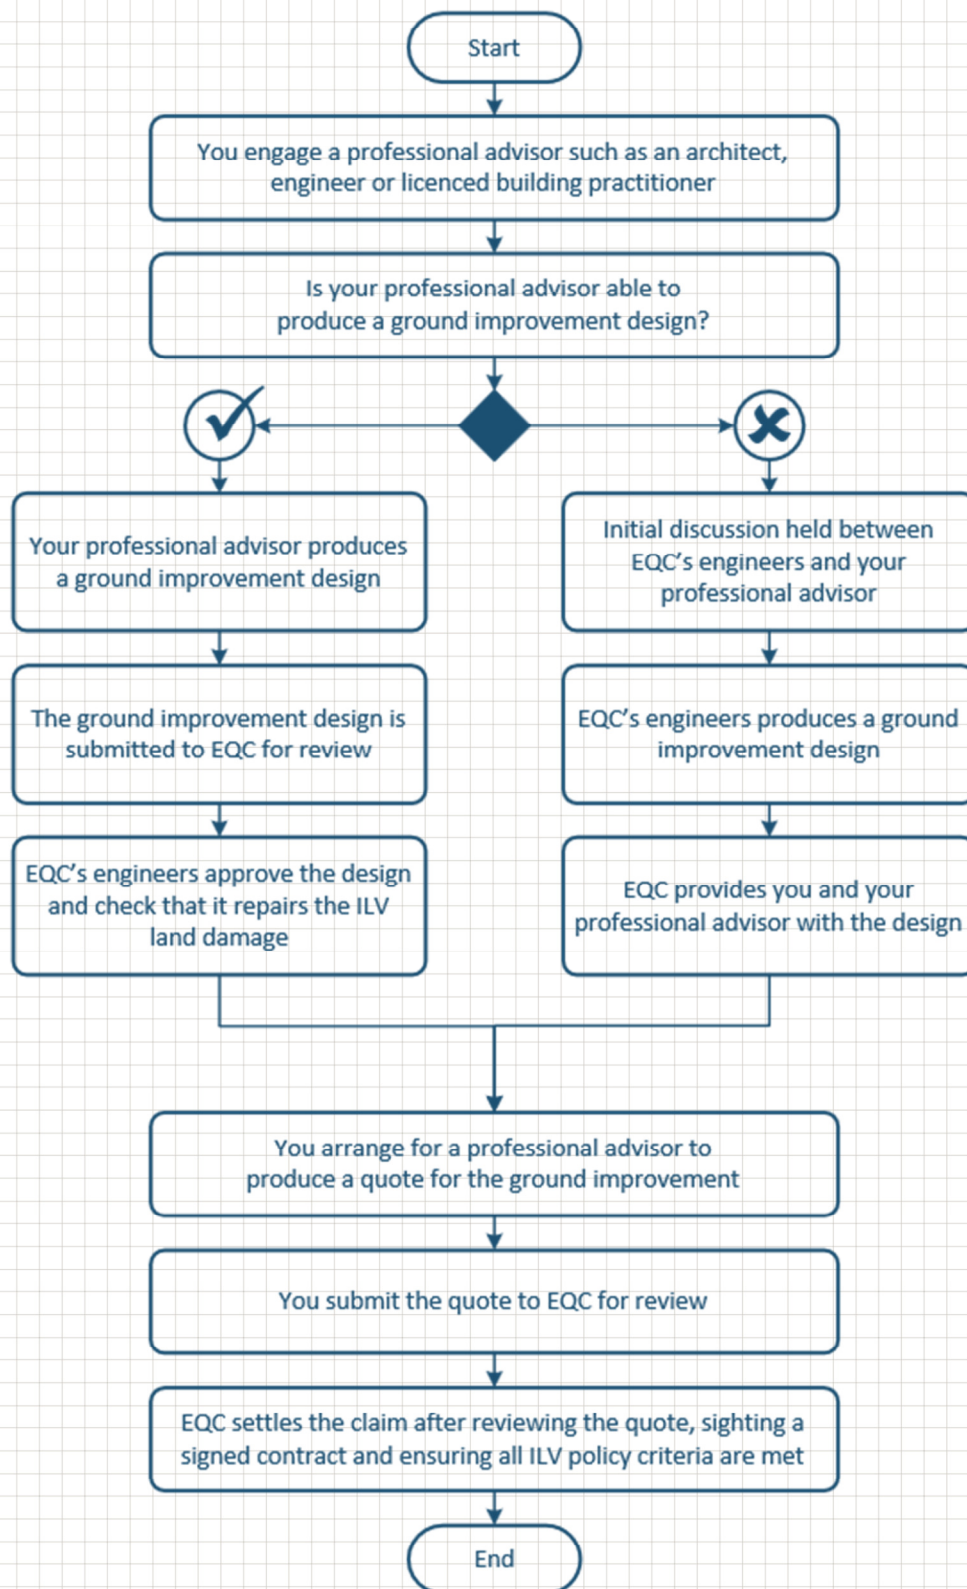 Start
You engage a professional advisor such as an architect,
engineer or licenced building practitioner
Is your professional advisor able to
produce a ground improvement design?
Your professional advisor produces
a ground improvement design
Initial discussion held between
EQC's engineers and your
professional advisor
The ground improvement design is
submitted to EQC for review
EQC's engineers produces a ground
improvement design
EQC's engineers approve the design
and check that it repairs the ILV
land damage
EQC provides you and your
professional advisor with the design
You arrange for a professional advisor to
produce a quote for the ground improvement
You submit the quote to EQC for review
EQC settles the claim after reviewing the quote, sighting a
signed contract and ensuring all ILV policy criteria are met
End